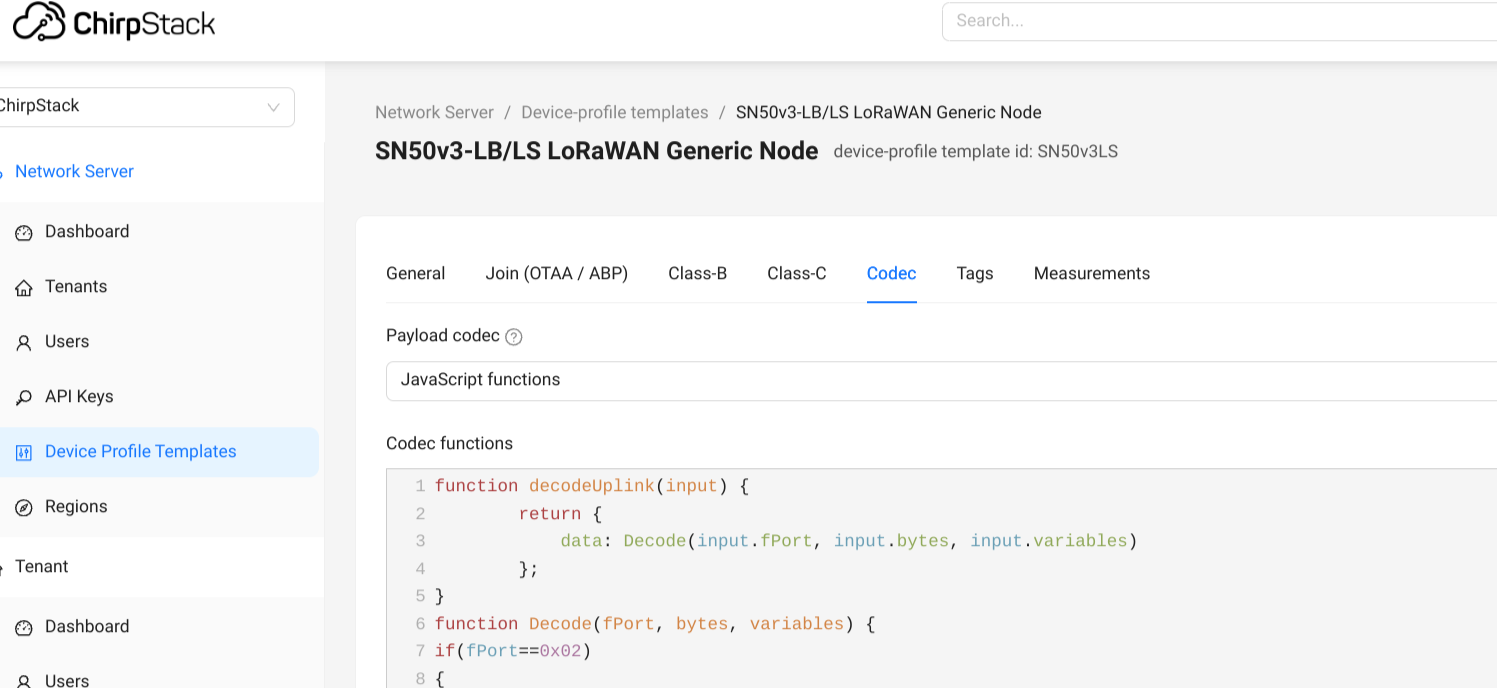 ChirpStack
Search...
ChirpStack
Network Server / Device-profile templates / SN50v3-LB/LS LoRaWAN Generic Node
SN50v3-LB/LS LoRaWAN Generic Node device-profile template id: SN50v3LS
Network Server
Dashboard
Tenants
Users
API Keys
Device Profile Templates
Regions
Tenant
Dashboard
Users
General Join (OTAA / ABP) Class-B Class-C Codec Tags Measurements
Payload codec ?
JavaScript functions
Codec functions
1 function decodeUplink(input) {
2         return {
3             data: Decode(input.fPort, input.bytes, input.variables)
4         };
5 }
6 function Decode(fPort, bytes, variables) {
7 if(fPort==0x02)
8 {